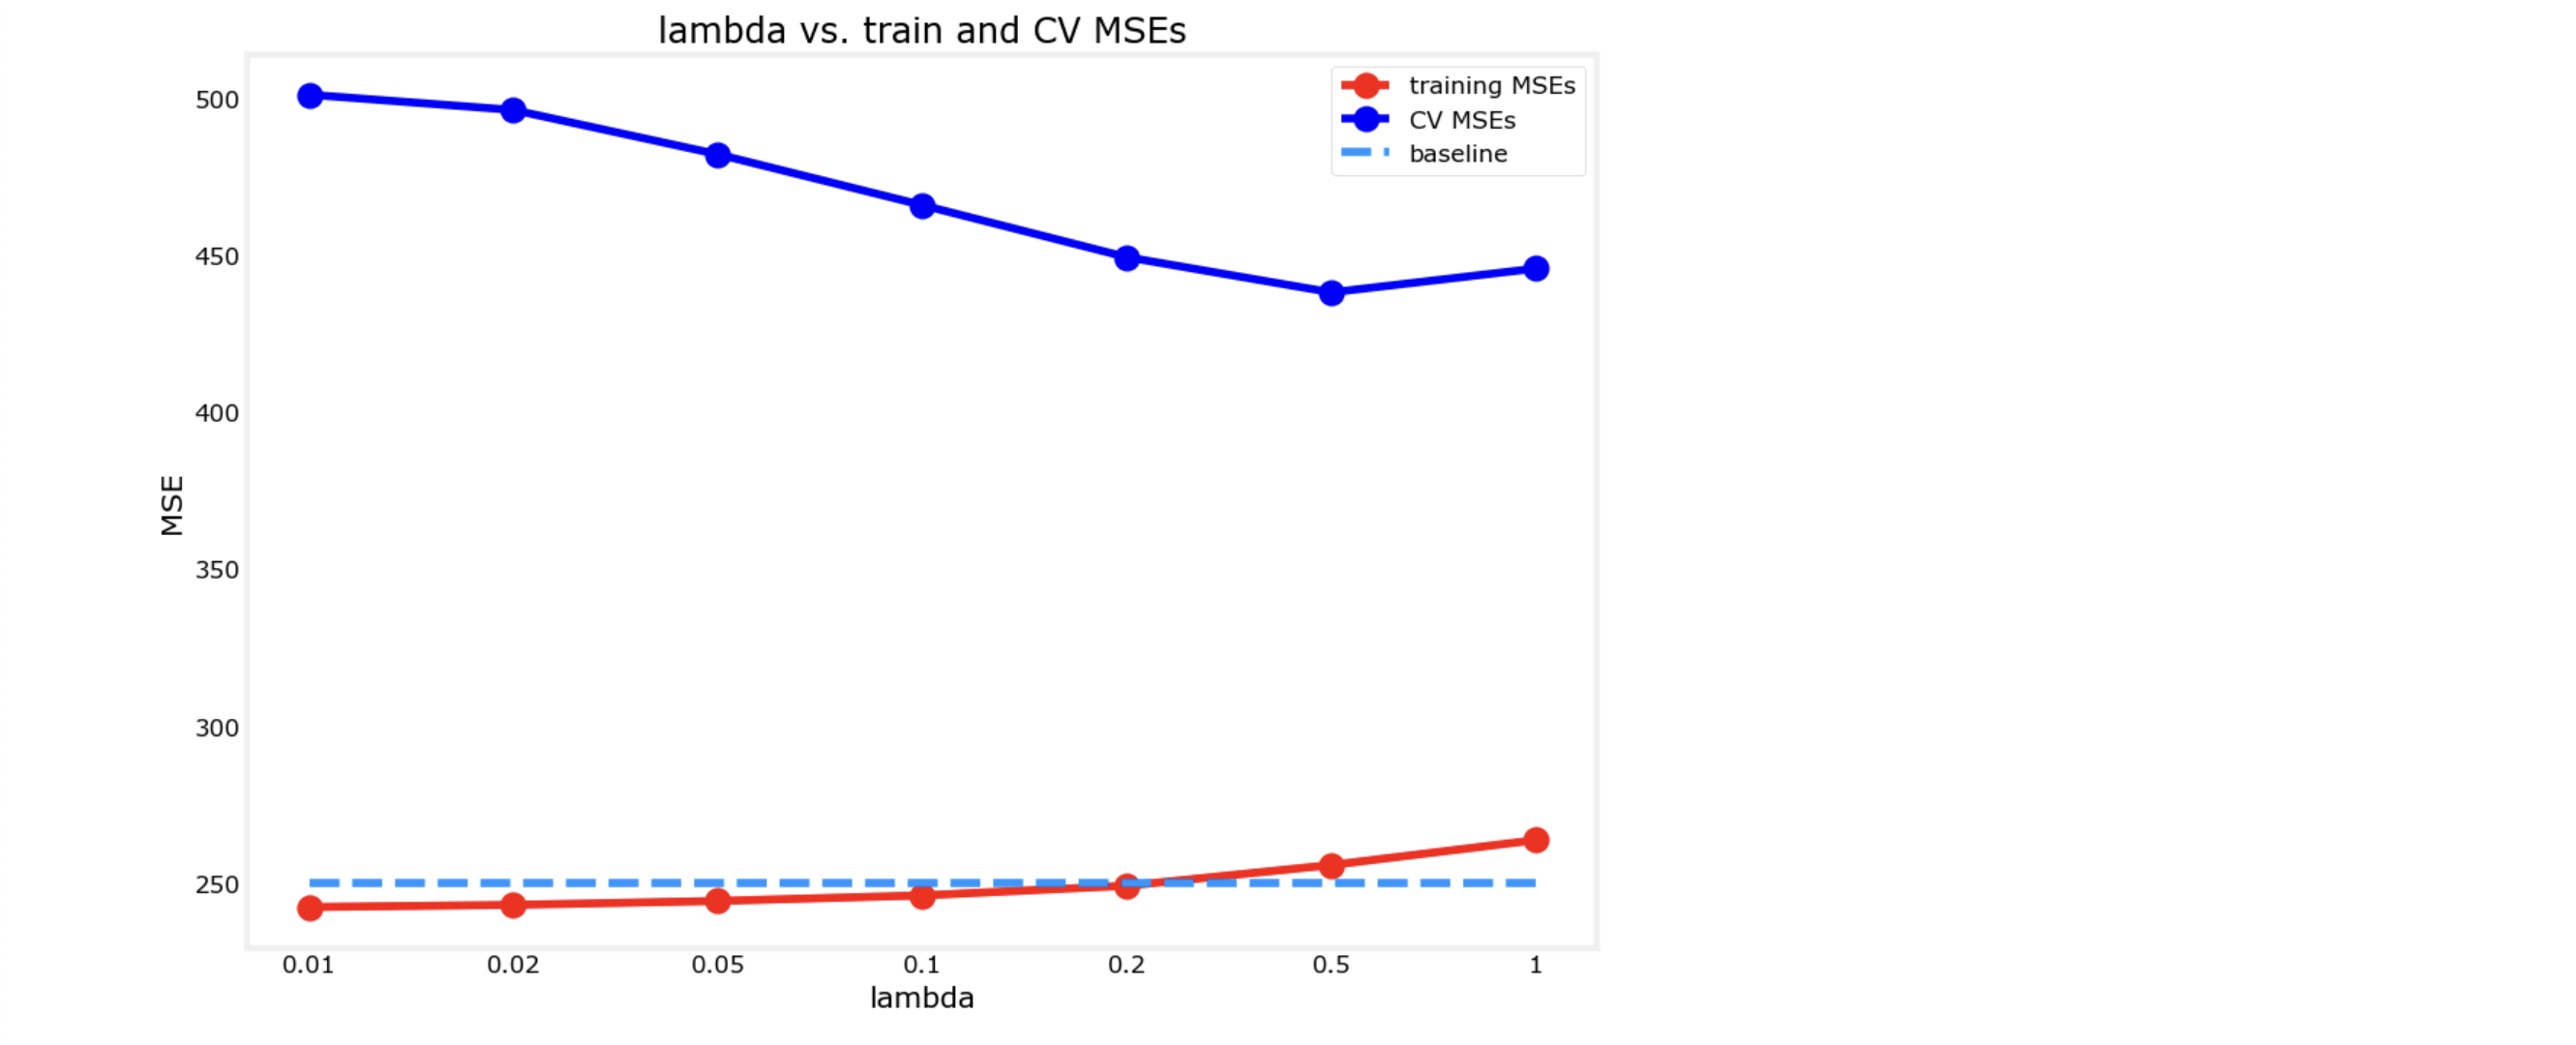 lambda vs. train and CV MSEs
training MSEs
CV MSEs
baseline
500
450
400
350
300
250
MSE
0.01 0.02 0.05 0.1 0.2 0.5 1
lambda